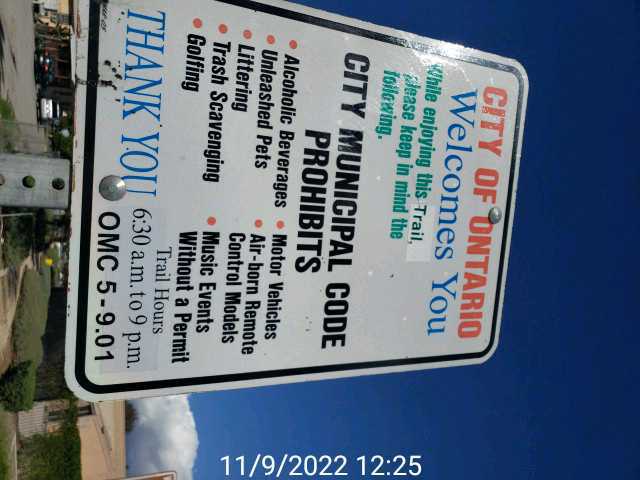 CITY OF ONTARIO
Welcomes You
While enjoying this Trail,
please keep in mind the
following.
CITY MUNICIPAL CODE
PROHIBITS
• Alcoholic Beverages
• Unleashed Pets
• Littering
• Trash Scavenging
• Golfing
• Motor Vehicles
• Air-born Remote
Control Models
• Music Events
Without a Permit
THANK YOU
Trail Hours
6:30 a.m. to 9 p.m.
OMC 5-9.01
11/9/2022 12:25